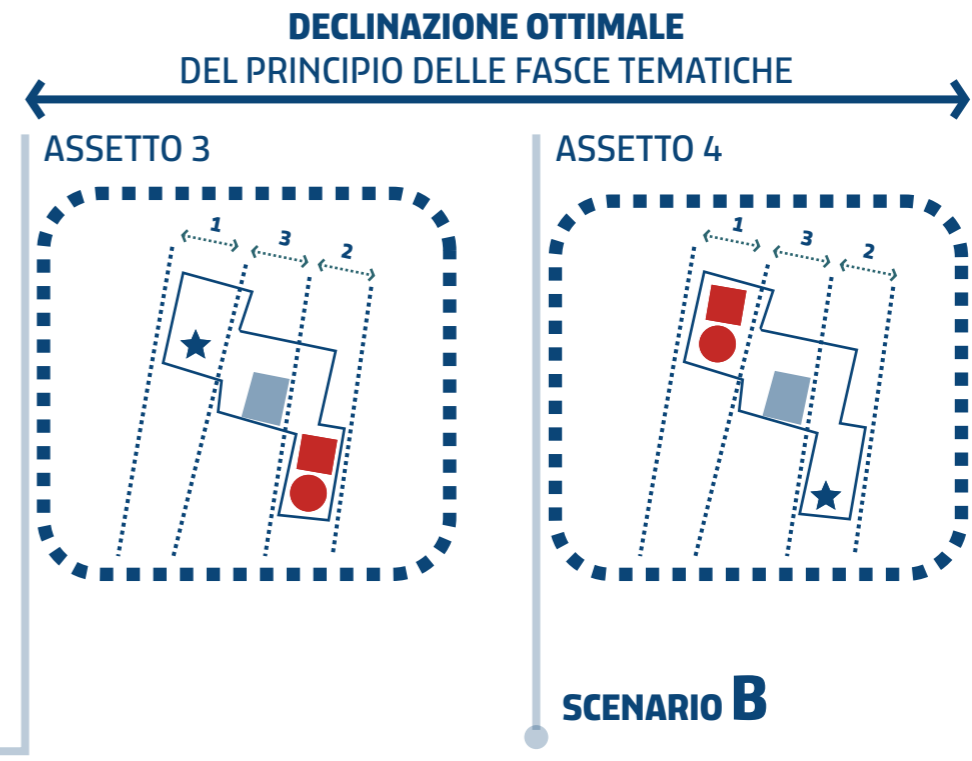 DECLINAZIONE OTTIMALE
DEL PRINCIPIO DELLE FASCE TEMATICHE
ASSETTO 3
1
3
2
ASSETTO 4
1
3
2
SCENARIO B